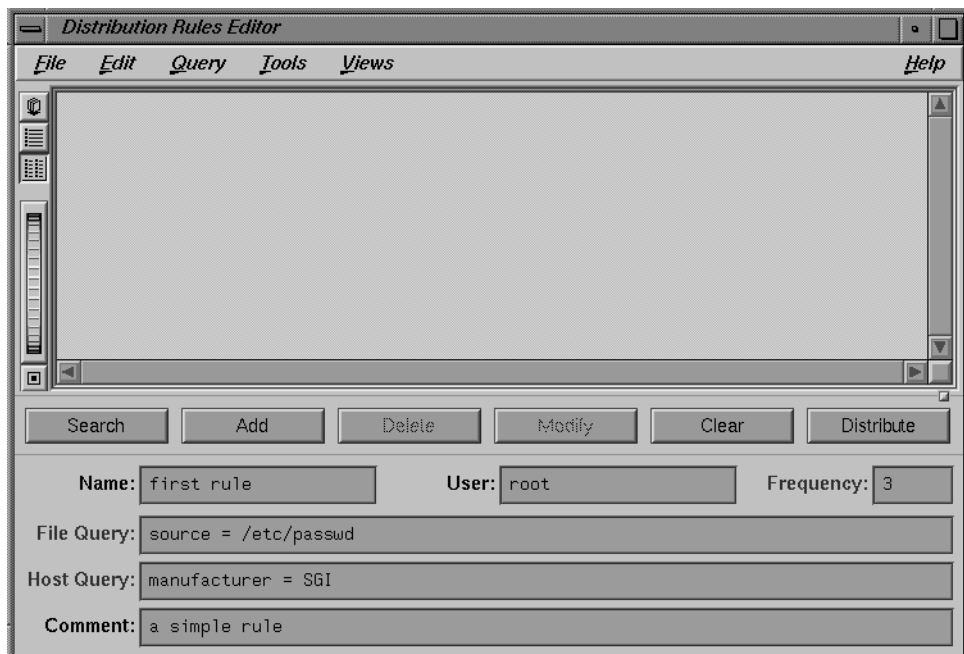 Distribution Rules Editor
File Edit Query Tools Views Help
Search Add Delete Modify Clear Distribute
Name: first rule User: root Frequency: 3
File Query: source = /etc/passwd
Host Query: manufacturer = SGI
Comment: a simple rule